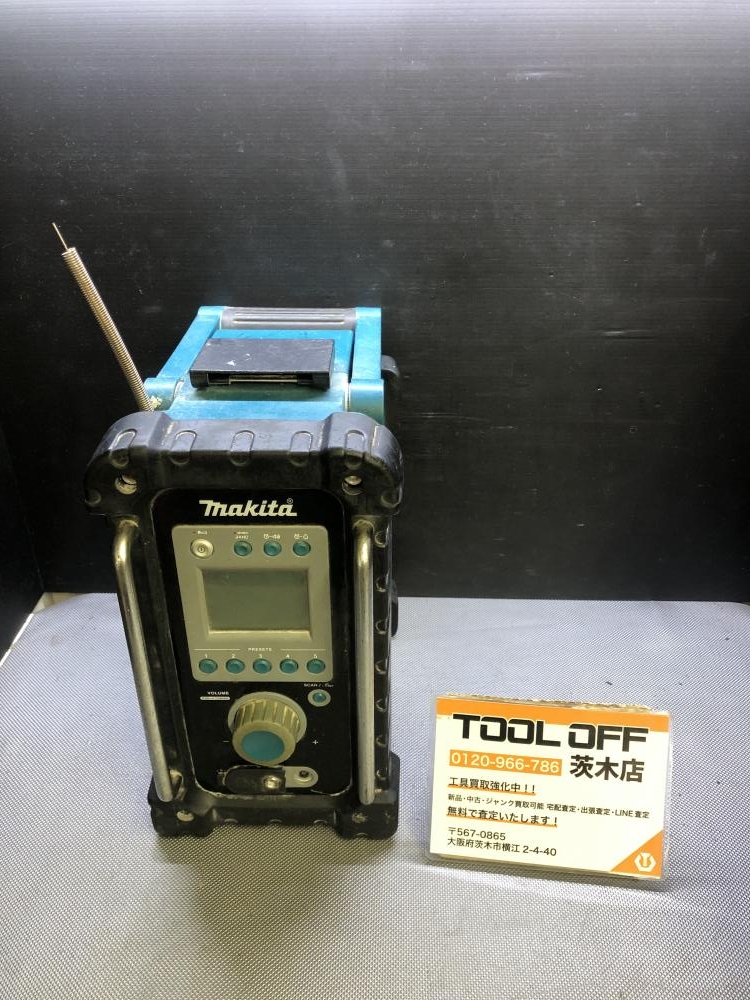 makita®
BAND
PRESETS
1 2 3 4 5
VOLUME
+
TOOL OFF
0120-966-786 茨木店
工具買取強化中!!
新品・中古・ジャンク買取可能 宅配査定・出張査定・LINE査定
無料で査定いたします!
〒567-0865
大阪府茨木市横江 2-4-40